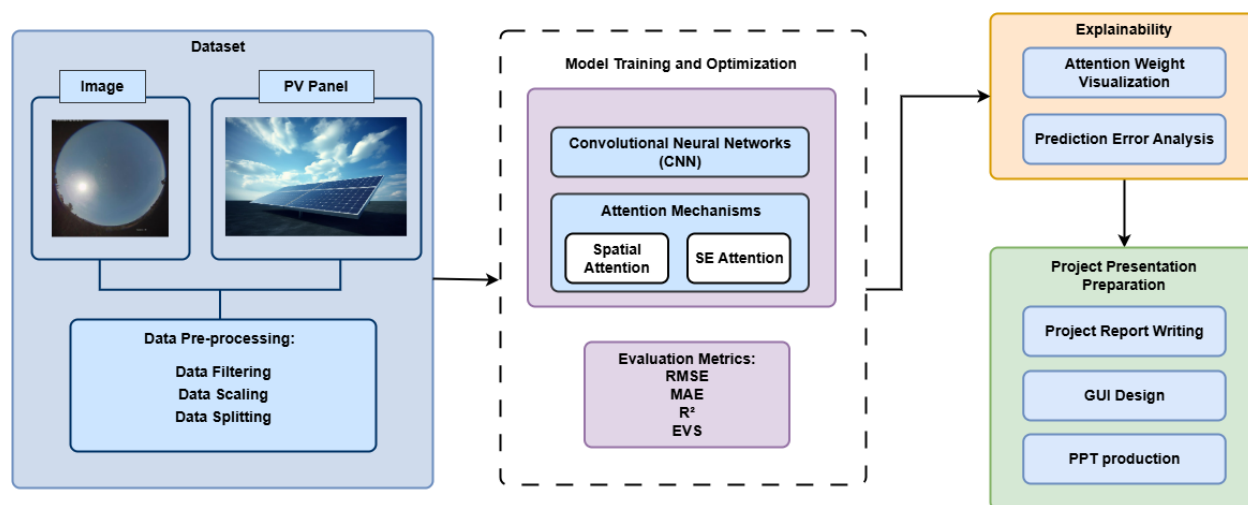 Dataset
Image
PV Panel
Data Pre-processing:
Data Filtering
Data Scaling
Data Splitting
Model Training and Optimization
Convolutional Neural Networks
(CNN)
Attention Mechanisms
Spatial
Attention
SE Attention
Evaluation Metrics:
RMSE
MAE
R²
EVS
Explainability
Attention Weight
Visualization
Prediction Error Analysis
Project Presentation
Preparation
Project Report Writing
GUI Design
PPT production